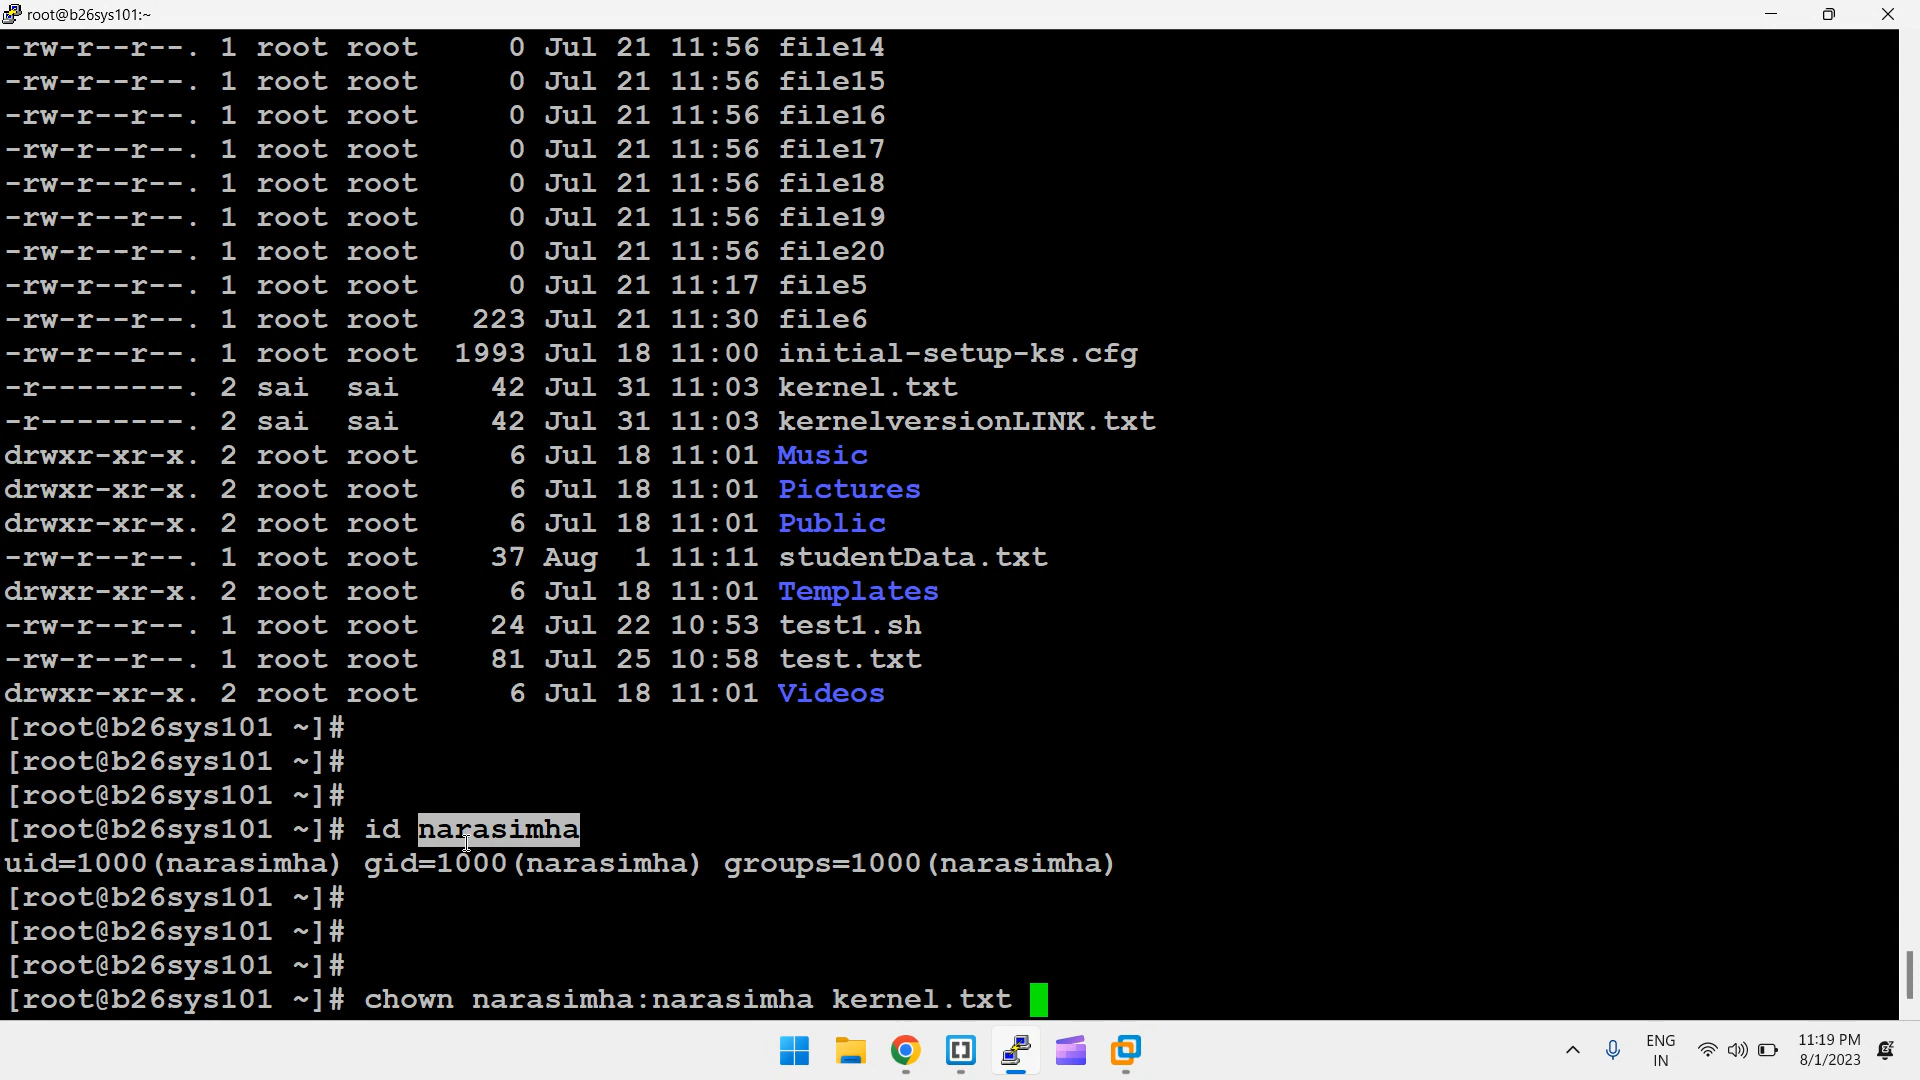 root@b26sys101:~
-rw-r--r--. 1 root root 0 Jul 21 11:56 file14
-rw-r--r--. 1 root root 0 Jul 21 11:56 file15
-rw-r--r--. 1 root root 0 Jul 21 11:56 file16
-rw-r--r--. 1 root root 0 Jul 21 11:56 file17
-rw-r--r--. 1 root root 0 Jul 21 11:56 file18
-rw-r--r--. 1 root root 0 Jul 21 11:56 file19
-rw-r--r--. 1 root root 0 Jul 21 11:56 file20
-rw-r--r--. 1 root root 0 Jul 21 11:17 file5
-rw-r--r--. 1 root root 223 Jul 21 11:30 file6
-rw-r--r--. 1 root root 1993 Jul 18 11:00 initial-setup-ks.cfg
-r--------. 2 sai sai 42 Jul 31 11:03 kernel.txt
-r--------. 2 sai sai 42 Jul 31 11:03 kernelversionLINK.txt
drwxr-xr-x. 2 root root 6 Jul 18 11:01 Music
drwxr-xr-x. 2 root root 6 Jul 18 11:01 Pictures
drwxr-xr-x. 2 root root 6 Jul 18 11:01 Public
-rw-r--r--. 1 root root 37 Aug 1 11:11 studentData.txt
drwxr-xr-x. 2 root root 6 Jul 18 11:01 Templates
-rw-r--r--. 1 root root 24 Jul 22 10:53 test1.sh
-rw-r--r--. 1 root root 81 Jul 25 10:58 test.txt
drwxr-xr-x. 2 root root 6 Jul 18 11:01 Videos
[root@b26sys101 ~]#
[root@b26sys101 ~]#
[root@b26sys101 ~]#
[root@b26sys101 ~]# id narasimha
uid=1000(narasimha) gid=1000(narasimha) groups=1000(narasimha)
[root@b26sys101 ~]#
[root@b26sys101 ~]#
[root@b26sys101 ~]#
[root@b26sys101 ~]# chown narasimha:narasimha kernel.txt
ENG
IN
11:19 PM
8/1/2023